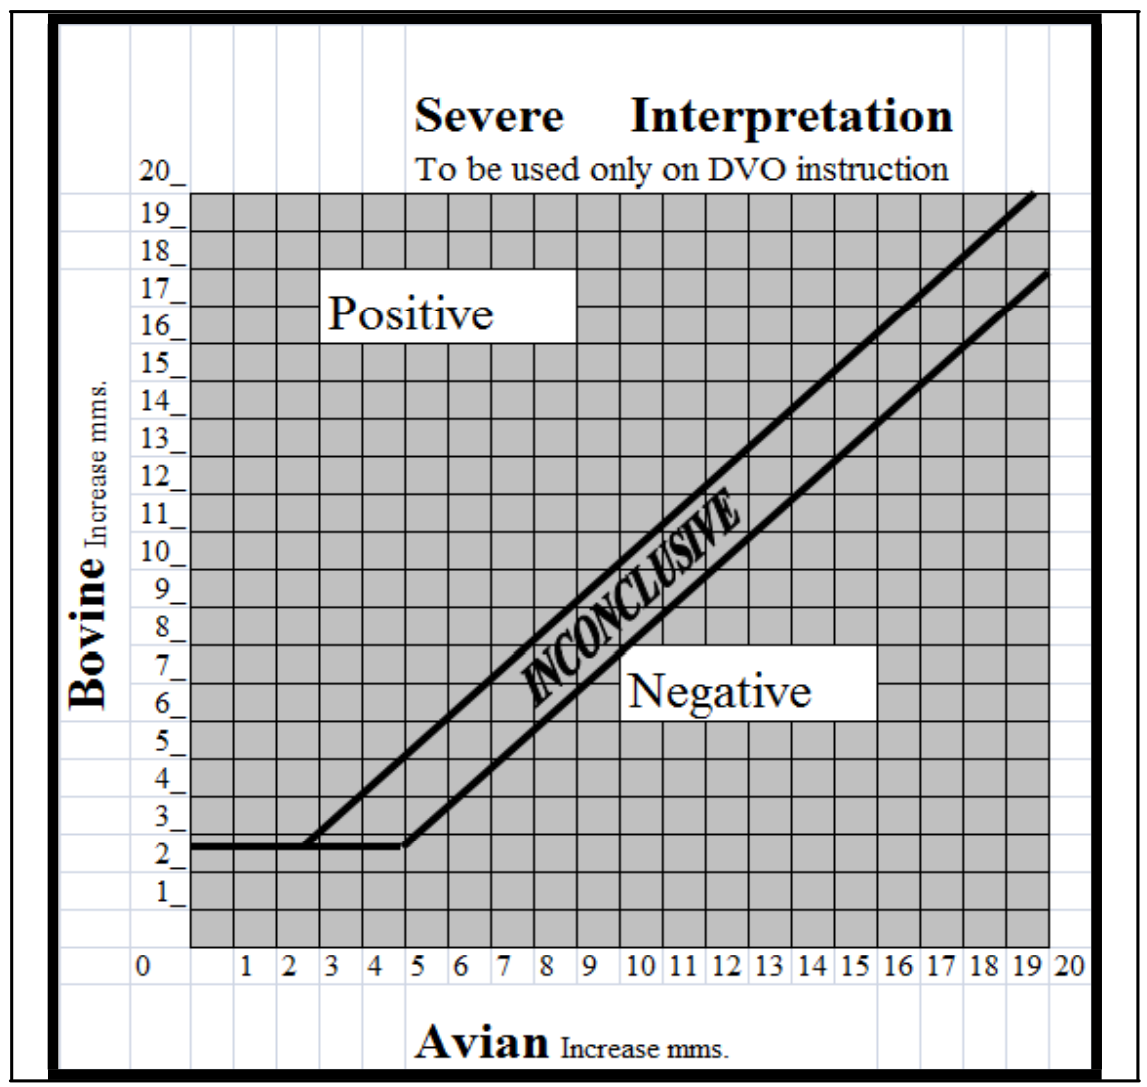 Severe Interpretation
To be used only on DVO instruction
20_
19_
18_
17_
16_
15_
14_
13_
12_
11_
10_
9_
8_
7_
6_
5_
4_
3_
2_
1_
Positive
INCONCLUSIVE
Negative
Bovine Increase mms.
0 1 2 3 4 5 6 7 8 9 10 11 12 13 14 15 16 17 18 19 20
Avian Increase mms.